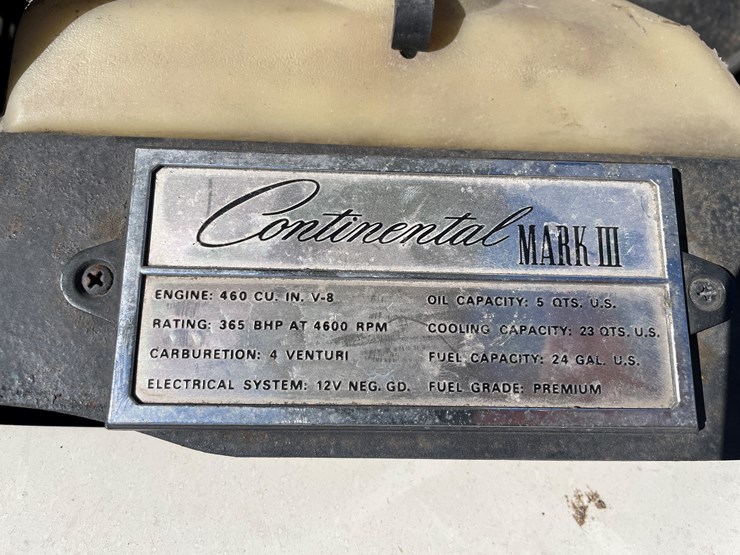 Continental MARK III
ENGINE: 460 CU. IN. V-8
RATING: 365 BHP AT 4600 RPM
CARBURETION: 4 VENTURI
ELECTRICAL SYSTEM: 12V NEG. GD.
OIL CAPACITY: 5 QTS. U.S.
COOLING CAPACITY: 23 QTS. U.S.
FUEL CAPACITY: 24 GAL. U.S.
FUEL GRADE: PREMIUM